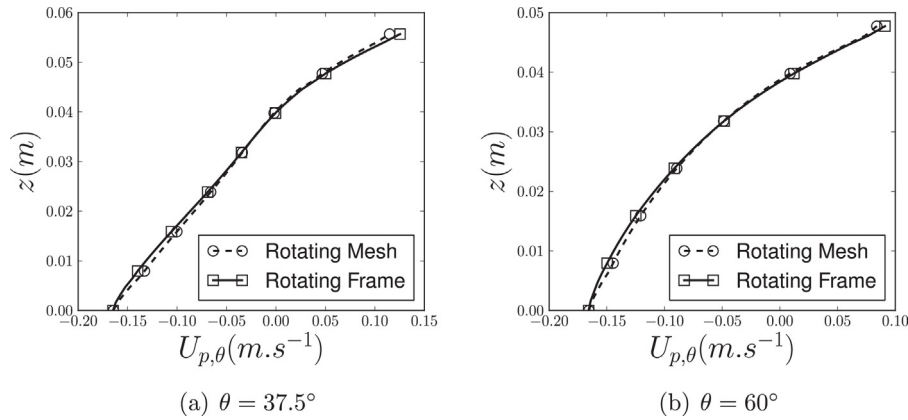 0.06
0.05
0.04
0.03
0.02
0.01
0.00
z(m)
−0.20 −0.15 −0.10 −0.05 0.00 0.05 0.10 0.15
U_{p,θ}(m.s^{−1})
Rotating Mesh
Rotating Frame
(a) θ = 37.5°
0.05
0.04
0.03
0.02
0.01
0.00
z(m)
−0.20 −0.15 −0.10 −0.05 0.00 0.05 0.10
U_{p,θ}(m.s^{−1})
Rotating Mesh
Rotating Frame
(b) θ = 60°